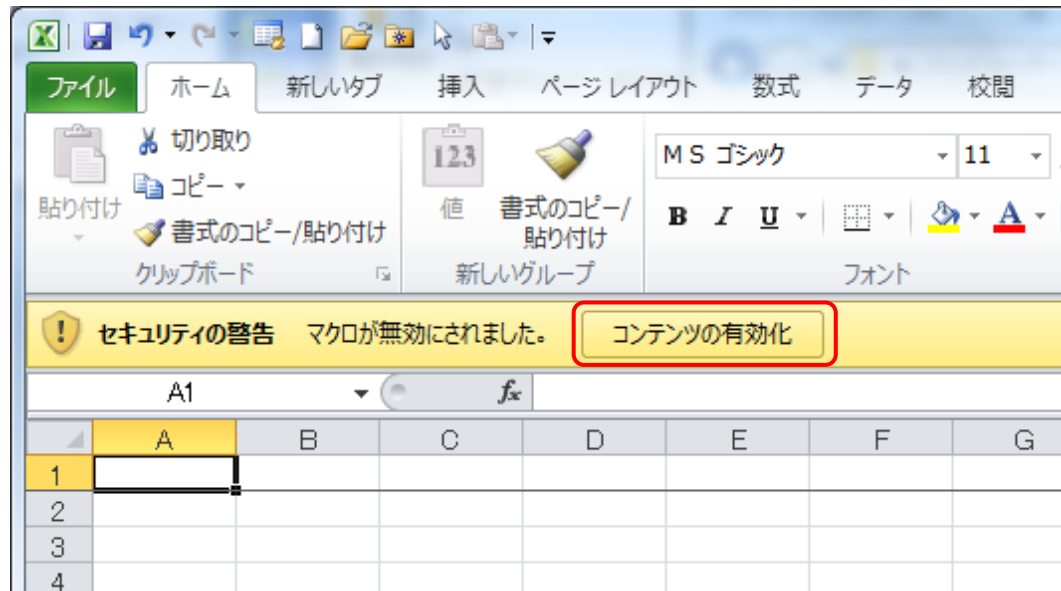 ファイル ホーム 新しいタブ 挿入 ページ レイアウト 数式 データ 校閲
貼り付け
切り取り
コピー
書式のコピー/貼り付け
クリップボード
123
値
書式のコピー/
貼り付け
新しいグループ
ＭＳ ゴシック 11
B I U A
フォント
! セキュリティの警告 マクロが無効にされました。 コンテンツの有効化
A1 fx
A B C D E F G
1
2
3
4